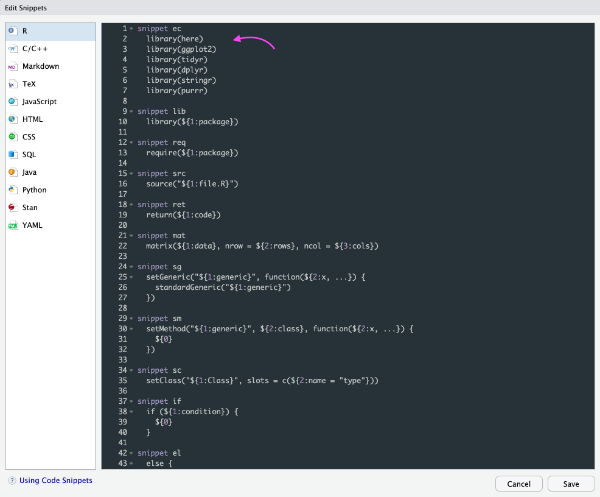 Edit Snippets
R
C/C++
Markdown
TeX
JavaScript
HTML
CSS
SQL
Java
Python
Stan
YAML
1 snippet ec
2 library(here)
3 library(ggplot2)
4 library(tidyr)
5 library(dplyr)
6 library(stringr)
7 library(purrr)
8
9 snippet lib
10 library(${1:package})
11
12 snippet req
13 require(${1:package})
14
15 snippet src
16 source("${1:file.R}")
17
18 snippet ret
19 return(${1:code})
20
21 snippet mat
22 matrix(${1:data}, nrow = ${2:rows}, ncol = ${3:cols})
23
24 snippet sg
25 setGeneric("${1:generic}", function(${2:x, ...}) {
26 standardGeneric("${1:generic}")
27 })
28
29 snippet sm
30 setMethod("${1:generic}", ${2:class}, function(${2:x, ...}) {
31 ${0}
32 })
33
34 snippet sc
35 setClass("${1:Class}", slots = c(${2:name = "type"}))
36
37 snippet if
38 if (${1:condition}) {
39 ${0}
40 }
41
42 snippet el
43 else {
Using Code Snippets
Cancel
Save